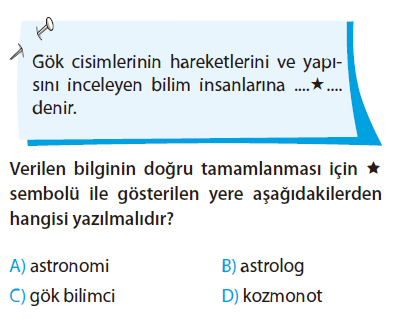 Gök cisimlerinin hareketlerini ve yapı-
sını inceleyen bilim insanlarına ....★....
denir.
Verilen bilginin doğru tamamlanması için ★
sembolü ile gösterilen yere aşağıdakilerden
hangisi yazılmalıdır?
A) astronomi B) astrolog
C) gök bilimci D) kozmonot